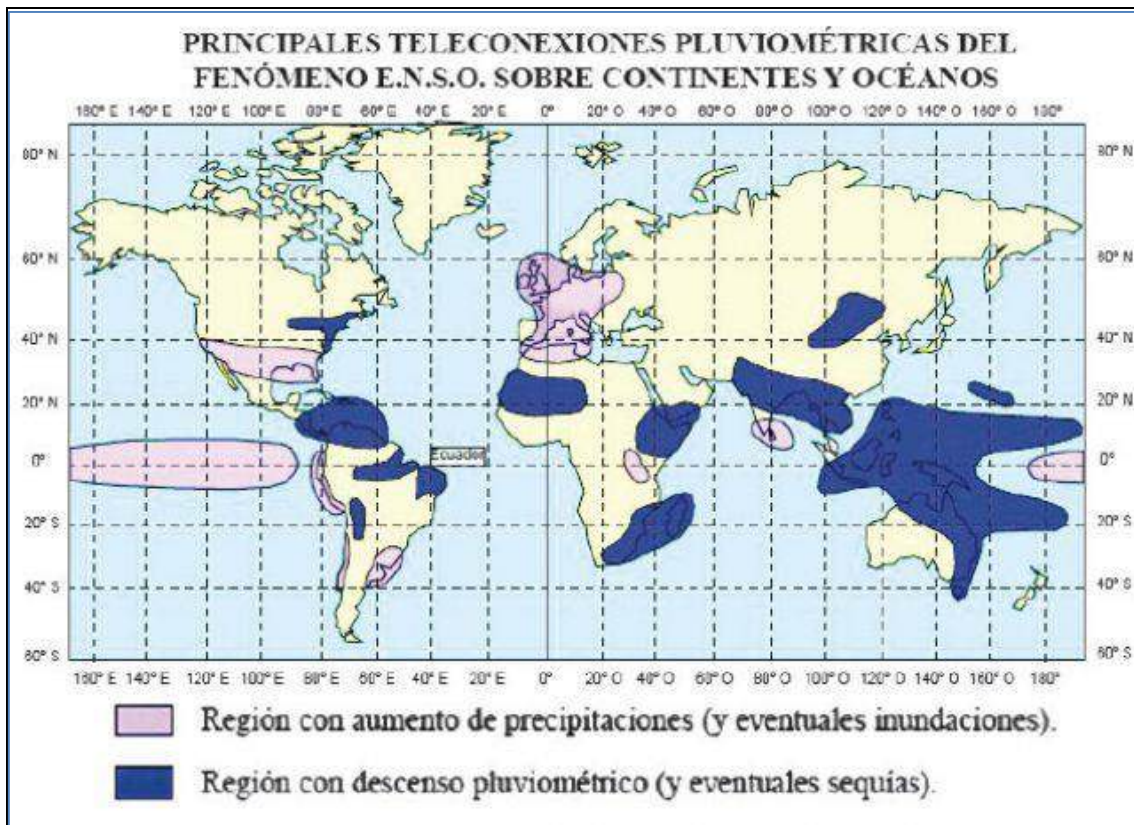 PRINCIPALES TELECONEXIONES PLUVIOMÉTRICAS DEL
FENÓMENO E.N.S.O. SOBRE CONTINENTES Y OCÉANOS
160° E 140° E 120° E 100° E 80° E 60° E 40° E 20° E 0° 20° O 40° O 60° O 80° O 100° O 120° O 140° O 160° O 180°
80° N 80° N
60° N 60° N
40° N 40° N
20° N 20° N
Ecuador
0° 0°
20° S 20° S
40° S 40° S
60° S 60° S
160° E 140° E 120° E 100° E 80° E 60° E 40° E 20° E 0° 20° O 40° O 60° O 80° O 100° O 120° O 140° O 160° O 180°
Región con aumento de precipitaciones (y eventuales inundaciones).
Región con descenso pluviométrico (y eventuales sequías).